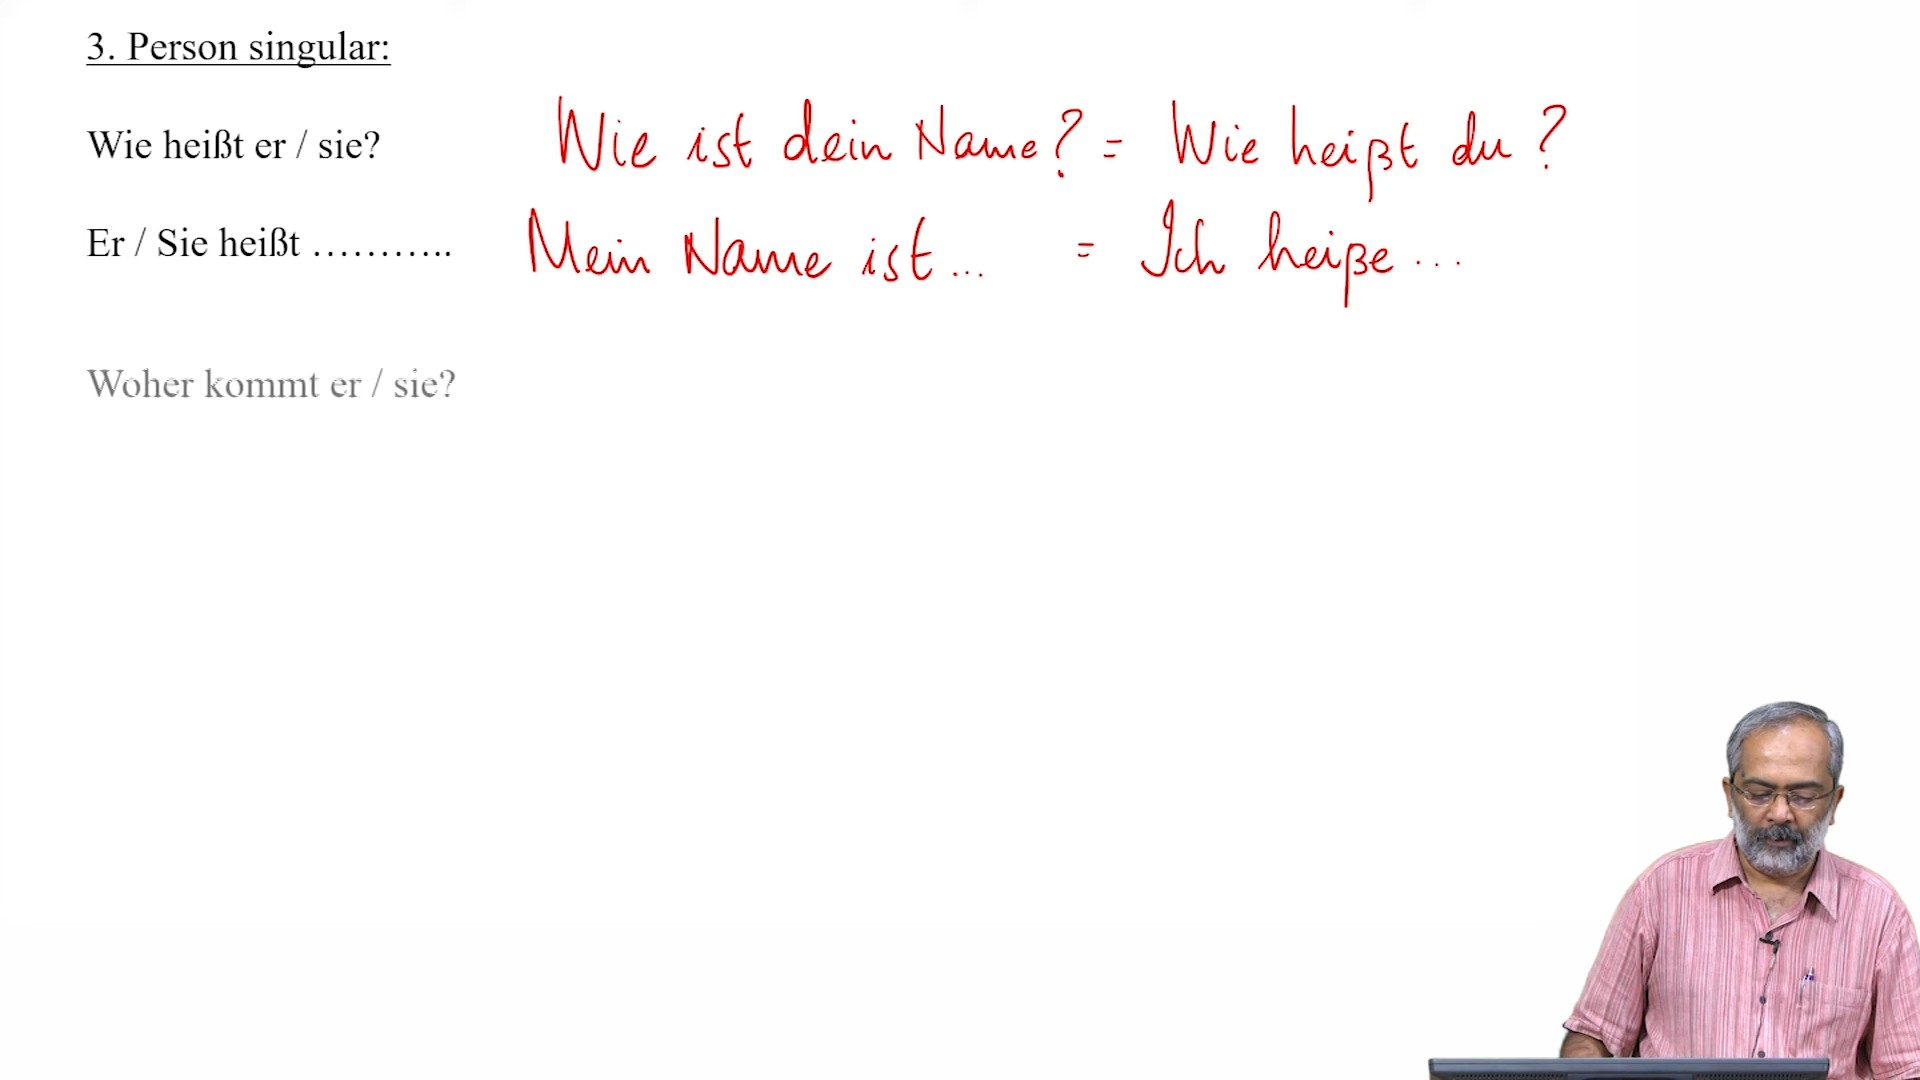 3. Person singular:
Wie heißt er / sie? Wie ist dein Name? = Wie heißt du?
Er / Sie heißt ……….. Mein Name ist... = Ich heiße ...
Woher kommt er / sie?